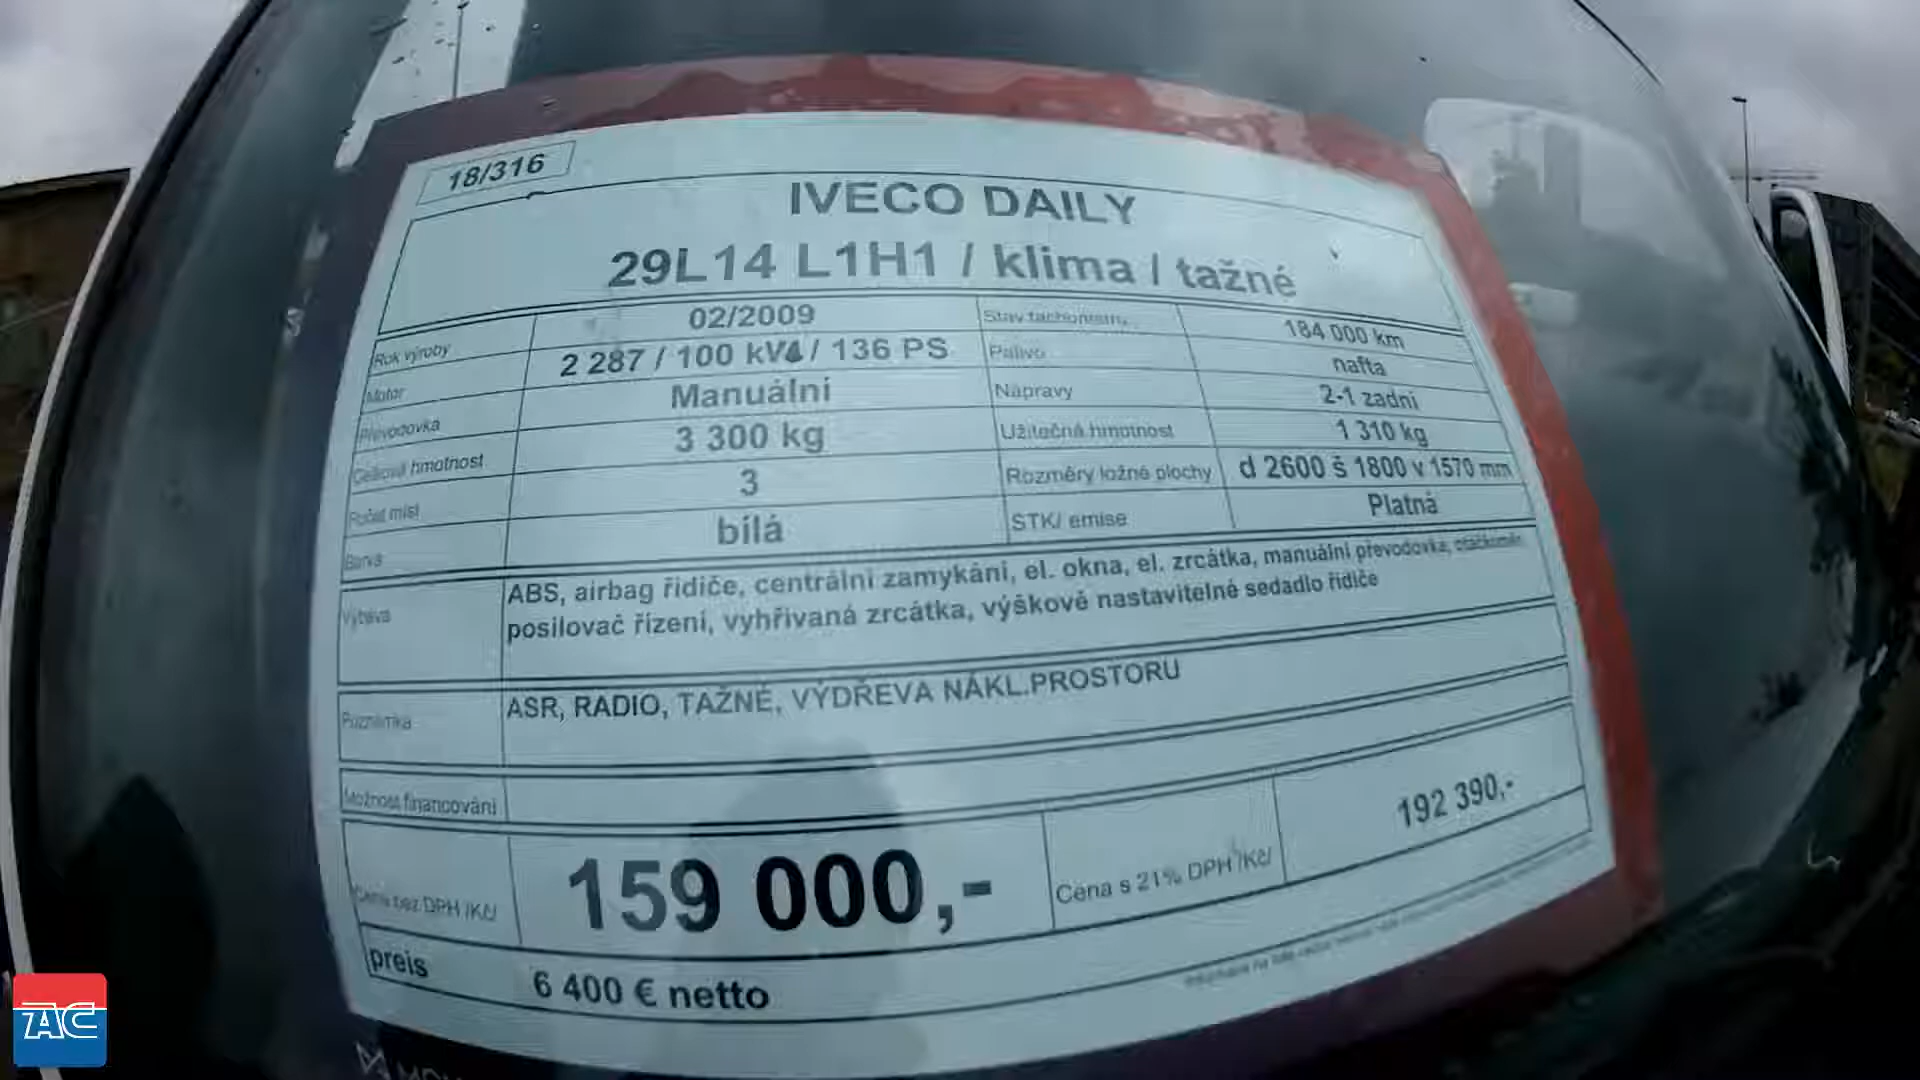 18/316
IVECO DAILY
29L14 L1H1 / klima / tažné
Rok výroby 02/2009 Stav tachometru 184 000 km
Motor 2 287 / 100 kW / 136 PS Palivo nafta
Převodovka Manuální Nápravy 2-1 zadní
Celková hmotnost 3 300 kg Užitečná hmotnost 1 310 kg
Počet míst 3 Rozměry ložné plochy d 2600 š 1800 v 1570 mm
Barva bílá STK/ emise Platná
Výbava ABS, airbag řidiče, centrální zamykání, el. okna, el. zrcátka, manuální převodovka, otáčkoměr,
posilovač řízení, vyhřívaná zrcátka, výškově nastavitelné sedadlo řidiče
Poznámka ASR, RADIO, TAŽNÉ, VÝDŘEVA NÁKL.PROSTORU
Možnost financování
Cena bez DPH /Kč/ 159 000,- Cena s 21% DPH /Kč/ 192 390,-
preis 6 400 € netto
AC